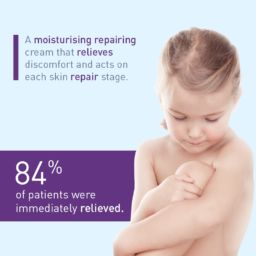 A moisturising repairing
cream that relieves
discomfort and acts on
each skin repair stage.
84%
of patients were
immediately relieved.